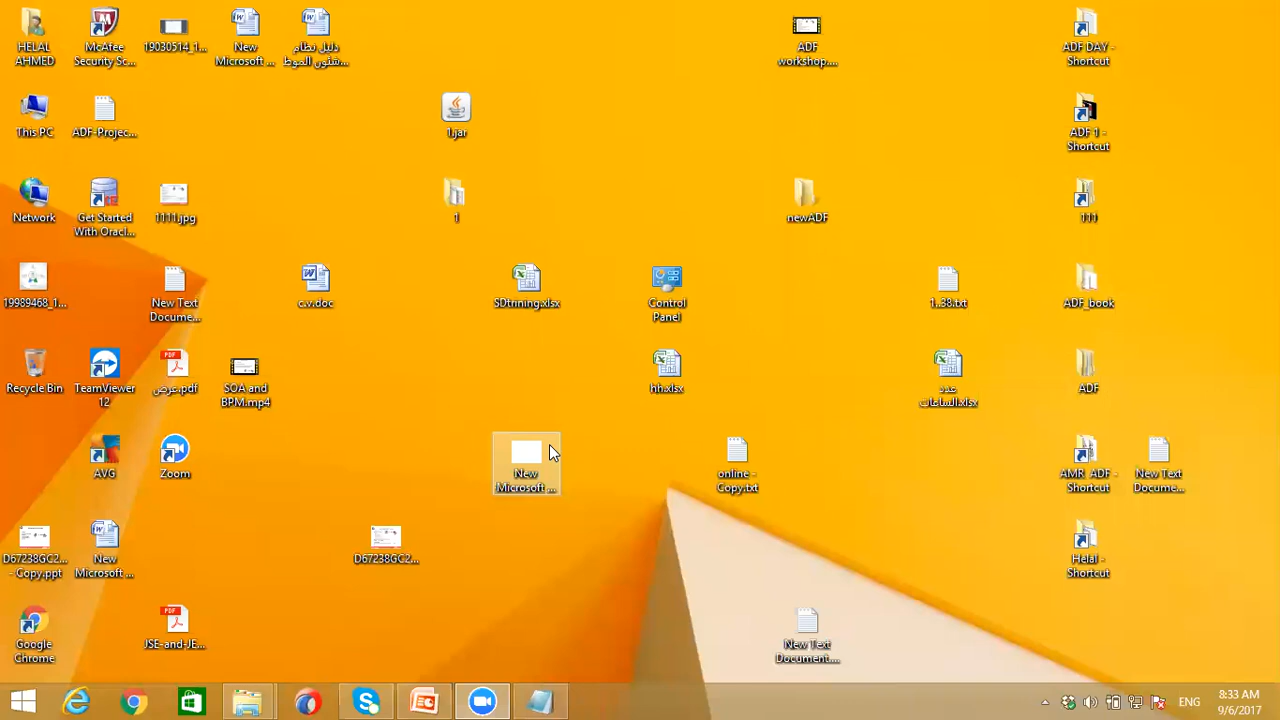 HELAL
AHMED
McAfee
Security Sc...
19030514_1...
New
Microsoft ...
دليل نظام
شئون الموظ...
ADF
workshop....
ADF DAY -
Shortcut
This PC
ADF-Projec...
1.jar
ADF 1 -
Shortcut
Network
Get Started
With Oracl...
1111.jpg
1
newADF
111
19989468_1...
New Text
Docume...
c.v.doc
SDtrining.xlsx
Control
Panel
1..38.txt
ADF_book
Recycle Bin
TeamViewer
12
عرض.pdf
SOA and
BPM.mp4
hh.xlsx
عدد
الساعات.xlsx
ADF
AVG
Zoom
New
Microsoft ...
online -
Copy.txt
AMR_ADF -
Shortcut
New Text
Docume...
D67238GC2...
- Copy.ppt
New
Microsoft ...
D67238GC2...
Helal -
Shortcut
Google
Chrome
JSE-and-JE...
New Text
Document....
ENG
8:33 AM
9/6/2017